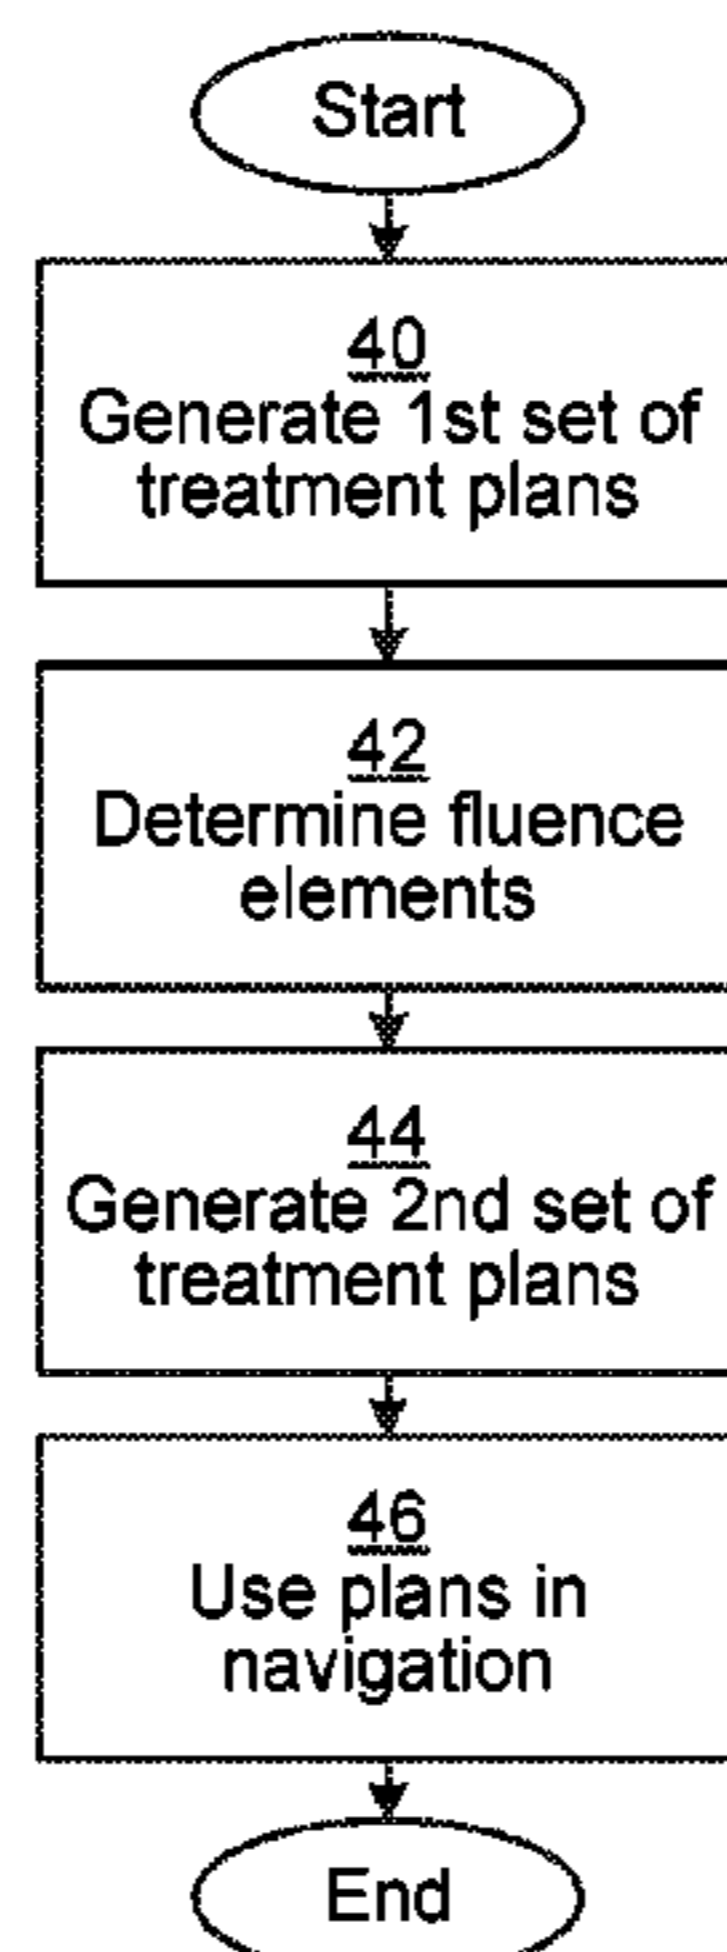 Start
40
Generate 1st set of
treatment plans
42
Determine fluence
elements
44
Generate 2nd set of
treatment plans
46
Use plans in
navigation
End